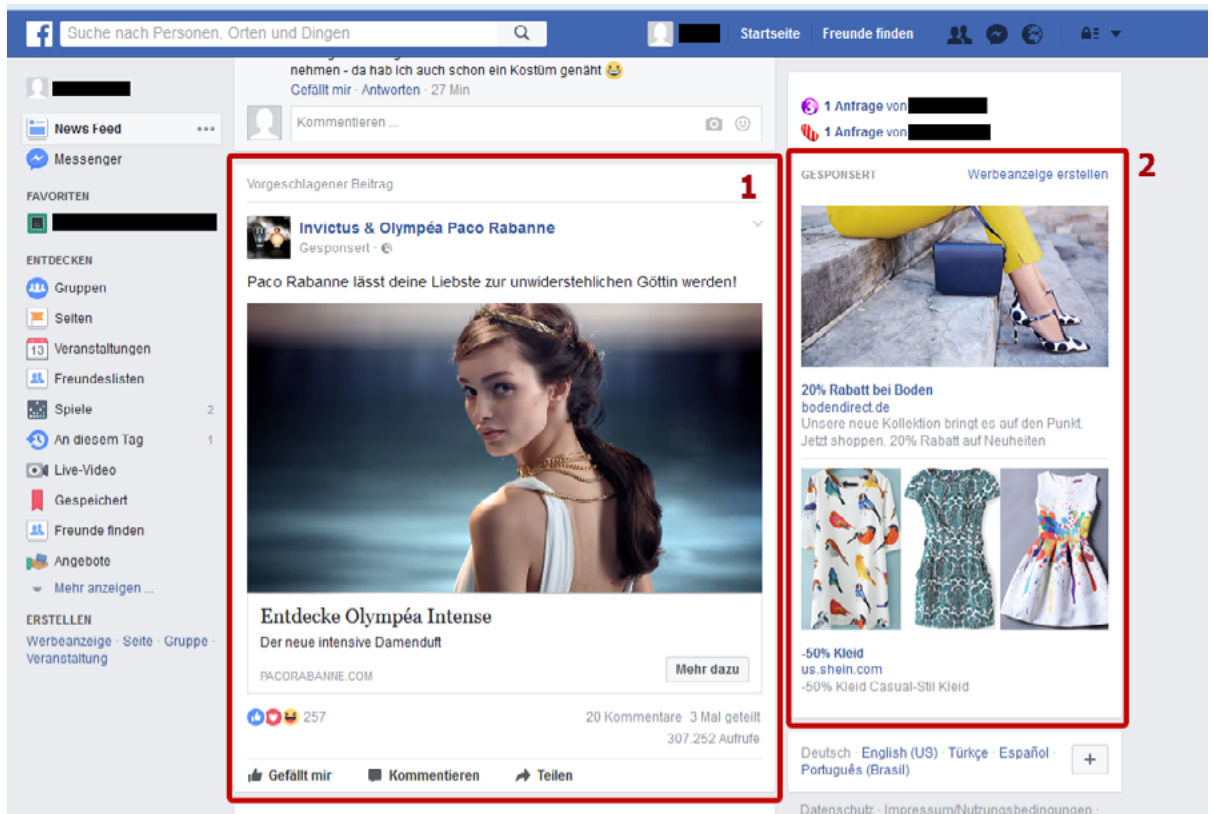 Suche nach Personen, Orten und Dingen
Startseite
Freunde finden
nehmen - da hab ich auch schon ein Kostüm genäht 😂
Gefällt mir · Antworten · 27 Min
Kommentieren ...
News Feed
Messenger
FAVORITEN
ENTDECKEN
Gruppen
Seiten
13 Veranstaltungen
Freundeslisten
Spiele 2
An diesem Tag 1
Live-Video
Gespeichert
Freunde finden
Angebote
Mehr anzeigen ...
ERSTELLEN
Werbeanzeige · Seite · Gruppe ·
Veranstaltung
Vorgeschlagener Beitrag
1
Invictus & Olympéa Paco Rabanne
Gesponsert ·
Paco Rabanne lässt deine Liebste zur unwiderstehlichen Göttin werden!
Entdecke Olympéa Intense
Der neue intensive Damenduft
Mehr dazu
PACORABANNE.COM
257
20 Kommentare 3 Mal geteilt
307.252 Aufrufe
Gefällt mir
Kommentieren
Teilen
3 1 Anfrage von
1 Anfrage von
2
GESPONSERT
Werbeanzeige erstellen
20% Rabatt bei Boden
bodendirect.de
Unsere neue Kollektion bringt es auf den Punkt.
Jetzt shoppen. 20% Rabatt auf Neuheiten
-50% Kleid
us.shein.com
-50% Kleid Casual-Stil Kleid
Deutsch · English (US) · Türkçe · Español ·
Português (Brasil)
+
Datenschutz · Impressum/Nutzungsbedingungen ·